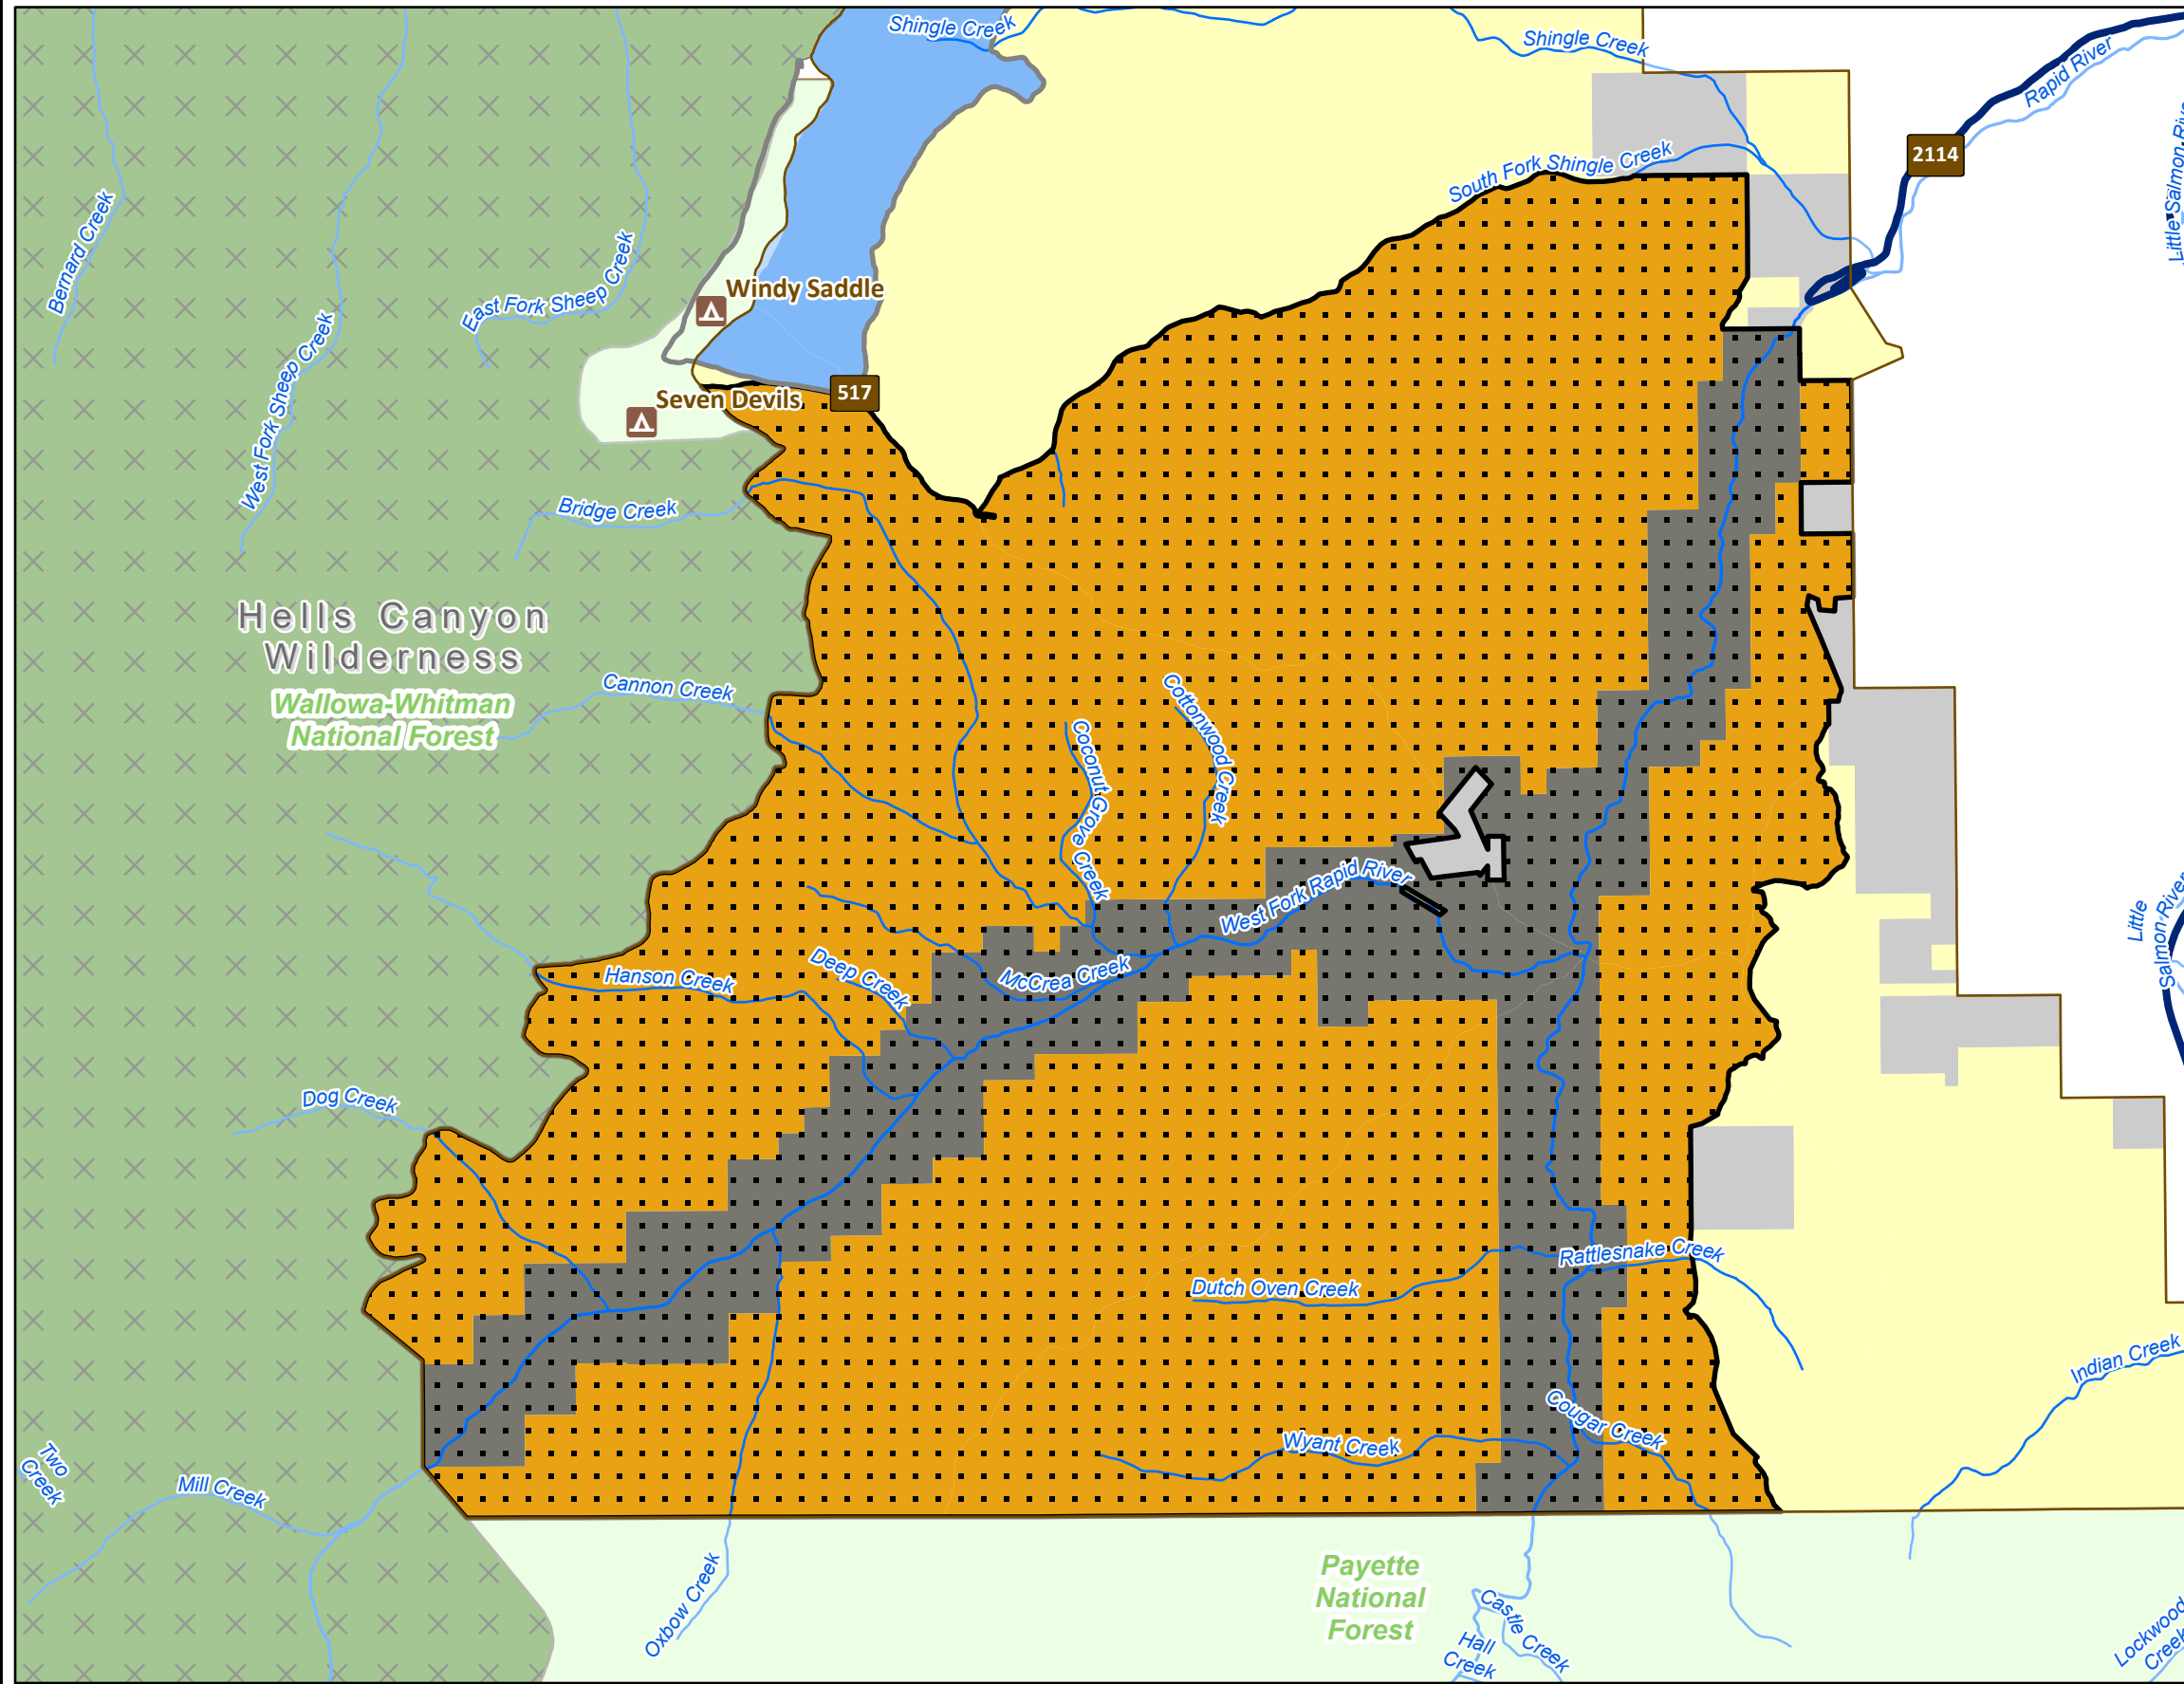 Shingle Creek
Shingle Creek
Rapid River
2114
South Fork Shingle Creek
Little Salmon Rive
Bernard Creek
East Fork Sheep Creek
Windy Saddle
West Fork Sheep Creek
Seven Devils
517
Bridge Creek
Hells Canyon
Wilderness
Wallowa-Whitman
National Forest
Cannon Creek
Cottonwood Creek
Coconut Grove Creek
West Fork Rapid River
Little
Salmon River
Hanson Creek
Deep Creek
McCrea Creek
Dog Creek
Rattlesnake Creek
Dutch Oven Creek
Indian Creek
Cougar Creek
Wyant Creek
Two
Creek
Mill Creek
Oxbow Creek
Payette
National
Forest
Castle Creek
Hall
Creek
Lockwood
Creek